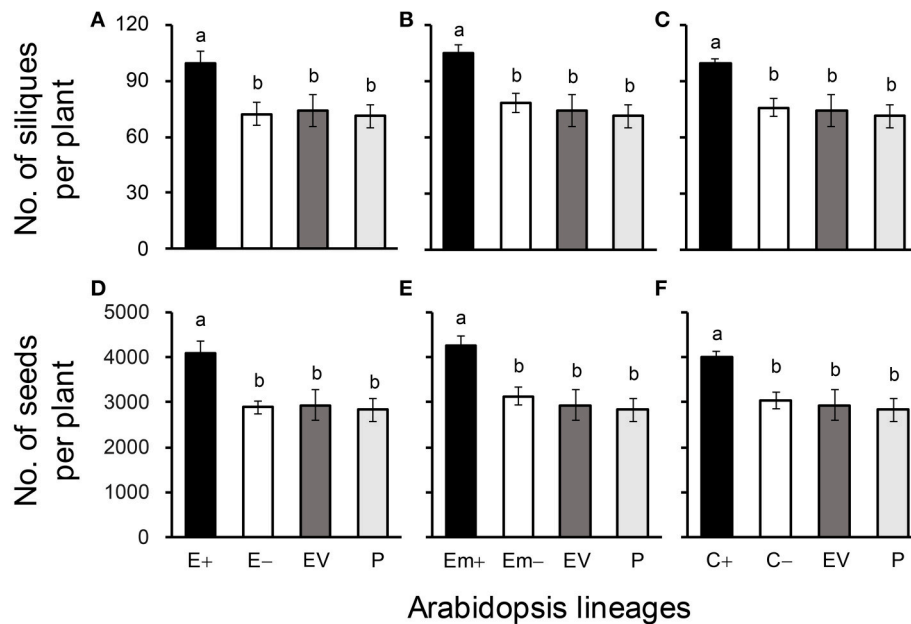 A
B
C
No. of siliques
per plant
120
90
60
30
0
a
b
b
b
a
b
b
b
a
b
b
b
D
E
F
No. of seeds
per plant
5000
4000
3000
2000
1000
0
a
b
b
b
a
b
b
b
a
b
b
b
E+ E− EV P
Em+ Em− EV P
C+ C− EV P
Arabidopsis lineages